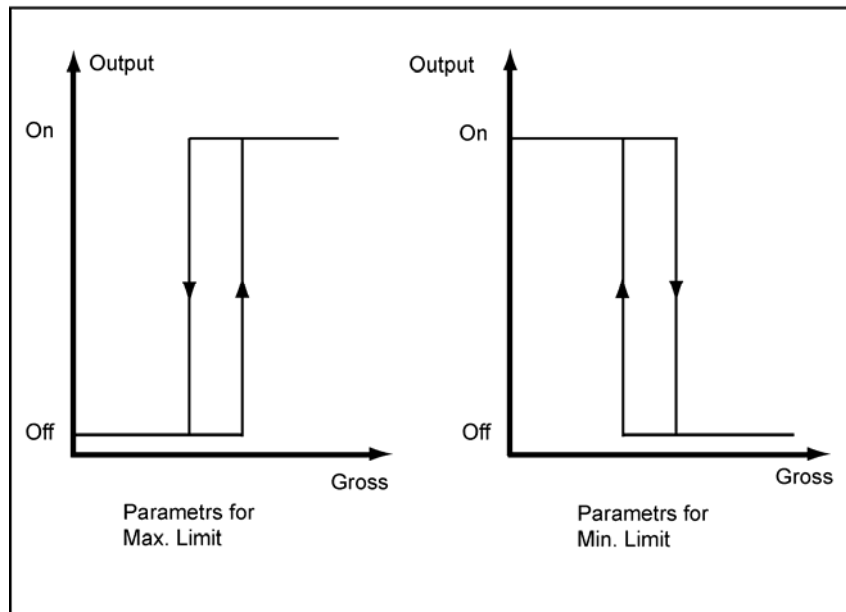 Output
On
Off
Gross
Parametrs for
Max. Limit
Output
On
Off
Gross
Parametrs for
Min. Limit